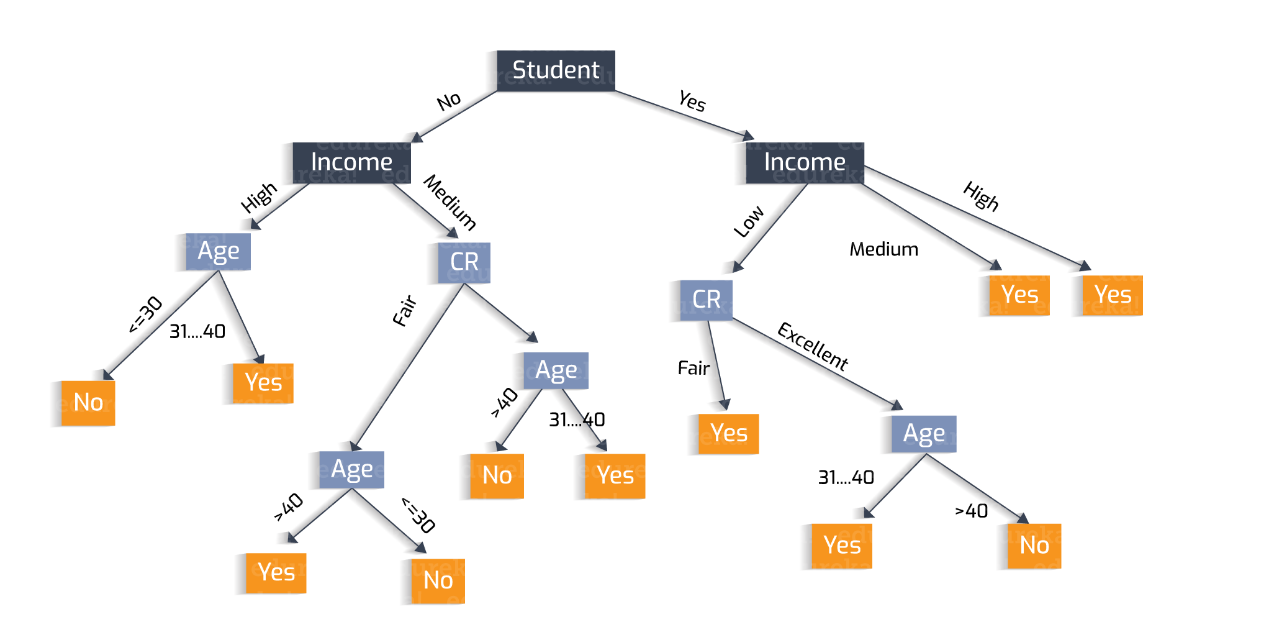 Student
No
Yes
Income
Income
High
Medium
Low
Medium
High
Age
CR
CR
Yes
Yes
<=30
31....40
Fair
Age
Fair
Excellent
No
Yes
>40
31....40
Yes
Age
Age
No
Yes
31....40
>40
>40
<=30
Yes
No
Yes
No
edureka!